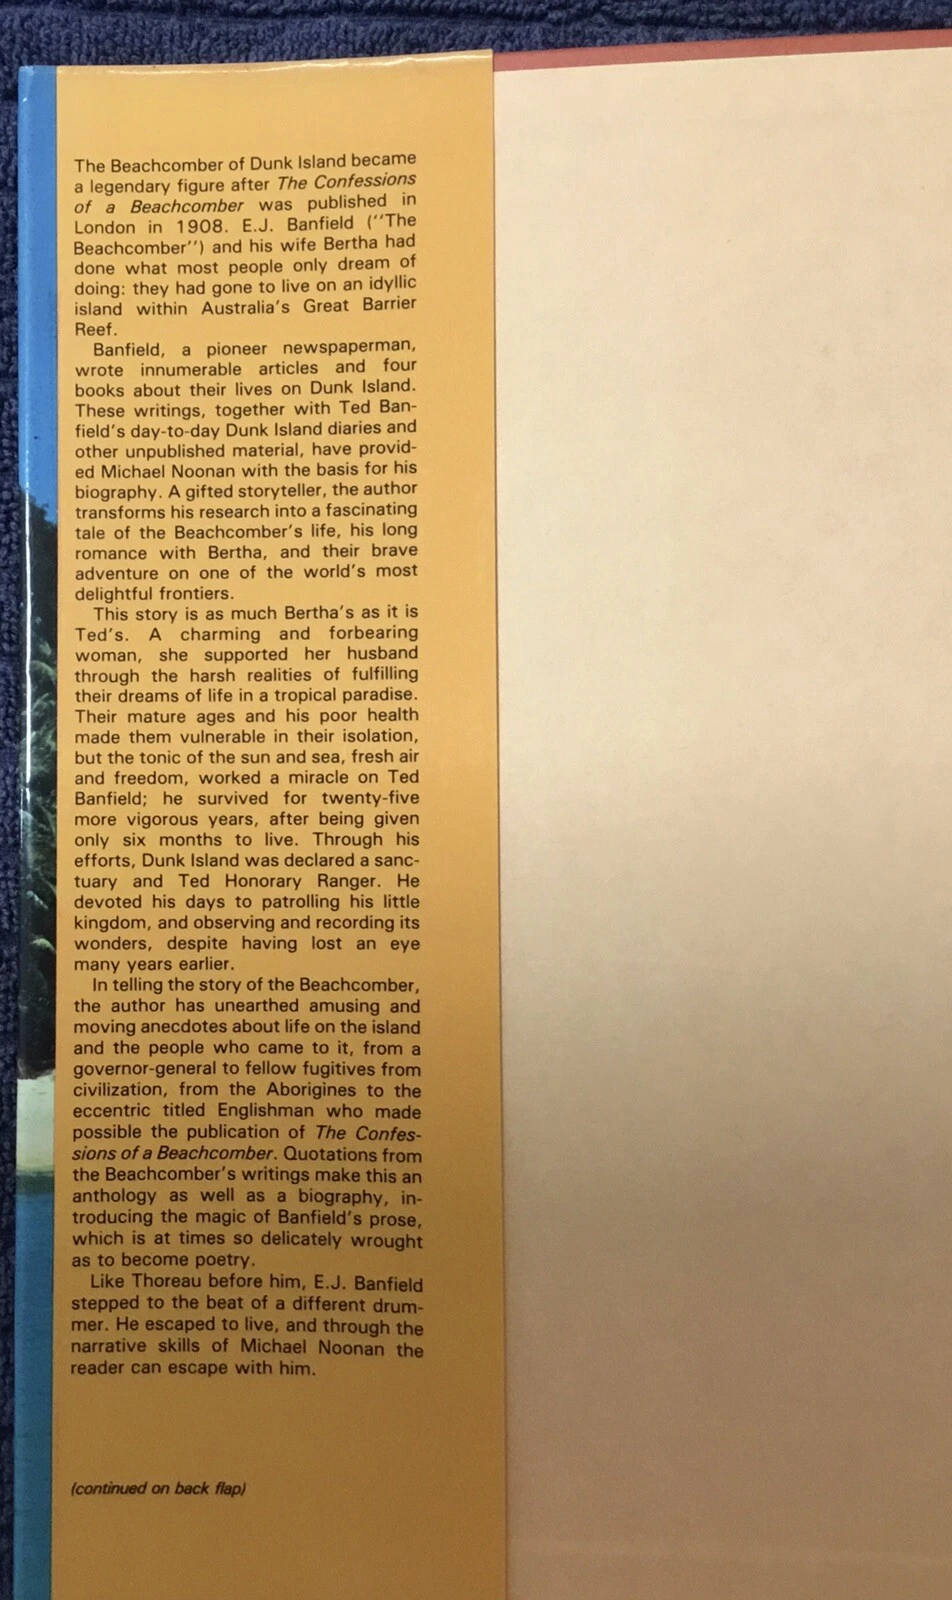 The Beachcomber of Dunk Island became
a legendary figure after The Confessions
of a Beachcomber was published in
London in 1908. E.J. Banfield (''The
Beachcomber'') and his wife Bertha had
done what most people only dream of
doing: they had gone to live on an idyllic
island within Australia's Great Barrier
Reef.
Banfield, a pioneer newspaperman,
wrote innumerable articles and four
books about their lives on Dunk Island.
These writings, together with Ted Ban-
field's day-to-day Dunk Island diaries and
other unpublished material, have provid-
ed Michael Noonan with the basis for his
biography. A gifted storyteller, the author
transforms his research into a fascinating
tale of the Beachcomber's life, his long
romance with Bertha, and their brave
adventure on one of the world's most
delightful frontiers.
This story is as much Bertha's as it is
Ted's. A charming and forbearing
woman, she supported her husband
through the harsh realities of fulfilling
their dreams of life in a tropical paradise.
Their mature ages and his poor health
made them vulnerable in their isolation,
but the tonic of the sun and sea, fresh air
and freedom, worked a miracle on Ted
Banfield; he survived for twenty-five
more vigorous years, after being given
only six months to live. Through his
efforts, Dunk Island was declared a sanc-
tuary and Ted Honorary Ranger. He
devoted his days to patrolling his little
kingdom, and observing and recording its
wonders, despite having lost an eye
many years earlier.
In telling the story of the Beachcomber,
the author has unearthed amusing and
moving anecdotes about life on the island
and the people who came to it, from a
governor-general to fellow fugitives from
civilization, from the Aborigines to the
eccentric titled Englishman who made
possible the publication of The Confes-
sions of a Beachcomber. Quotations from
the Beachcomber's writings make this an
anthology as well as a biography, in-
troducing the magic of Banfield's prose,
which is at times so delicately wrought
as to become poetry.
Like Thoreau before him, E.J. Banfield
stepped to the beat of a different drum-
mer. He escaped to live, and through the
narrative skills of Michael Noonan the
reader can escape with him.
(continued on back flap)